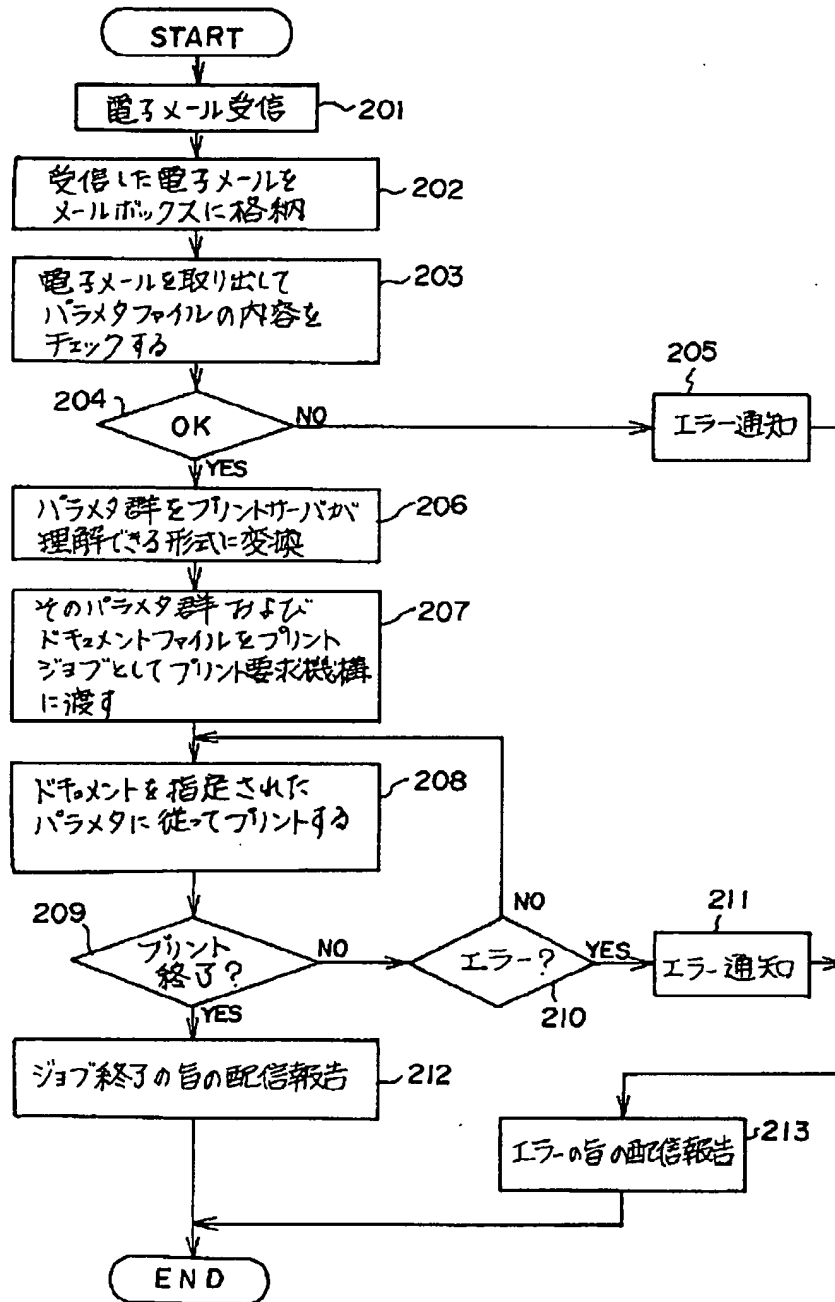 START
電子メール受信
201
受信した電子メールを
メールボックスに格納
202
電子メールを取り出して
パラメタファイルの内容を
チェックする
203
204
OK
NO
YES
205
エラー通知
パラメタ群をプリントサーバが
理解できる形式に変換
206
そのパラメタ群および
ドキュメントファイルをプリント
ジョブとしてプリント要求機構
に渡す
207
ドキュメントを指定された
パラメタに従ってプリントする
208
209
プリント
終了?
NO
YES
エラー?
NO
YES
210
211
エラー通知
ジョブ終了の旨の配信報告
212
エラーの旨の配信報告
213
END